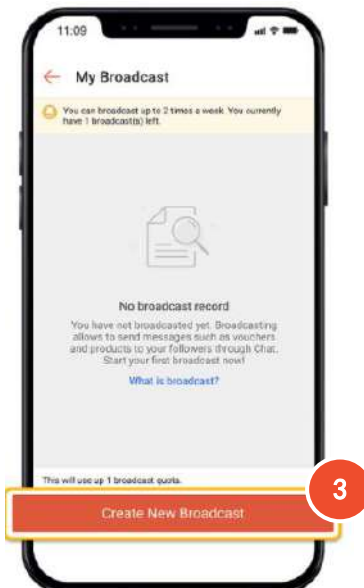 11:09
My Broadcast
You can broadcast up to 2 times a week. You currently
have 1 broadcast(s) left.
No broadcast record
You have not broadcasted yet. Broadcasting
allows to send messages such as vouchers
and products to your followers through Chat.
Start your first broadcast now!
What is broadcast?
This will use up 1 broadcast quota.
Create New Broadcast
3